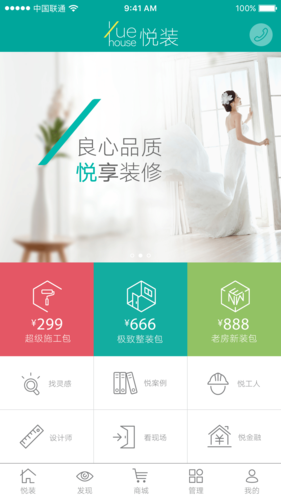 中国联通
9:41 AM
100%
Yue house 悦装
良心品质
悦享装修
¥299
超级施工包
¥666
极致整装包
¥888
老房新装包
找灵感
悦案例
悦工人
设计师
看现场
悦金融
悦装
发现
商城
管理
我的